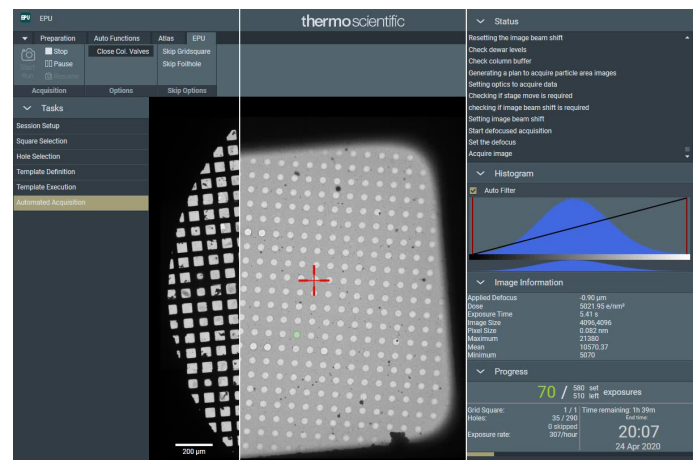 EPU EPU
thermoscientific
Preparation Auto Functions Atlas EPU
Start Run
Stop
Pause
Resume
Close Col. Valves
Skip Gridsquare
Skip Foilhole
Acquisition Options Skip Options
Tasks
Session Setup
Square Selection
Hole Selection
Template Definition
Template Execution
Automated Acquisition
200 µm
Status
Resetting the image beam shift
Check dewar levels
Check column buffer
Generating a plan to acquire particle area images
Setting optics to acquire data
Checking if stage move is required
checking if image beam shift is required
Setting image beam shift
Start defocused acquisition
Set the defocus
Acquire image
Histogram
Auto Filter
Image Information
Applied Defocus -0.90 µm
Dose 5021.95 e/nm²
Exposure Time 5.41 s
Image Size 4096,4096
Pixel Size 0.082 nm
Maximum 21380
Mean 10570.37
Minimum 5070
Progress
70 / 580 set 510 left exposures
Grid Square: 1 / 1
Holes: 35 / 290
0 skipped
Exposure rate: 307/hour
Time remaining: 1h 39m
End time:
20:07
24 Apr 2020